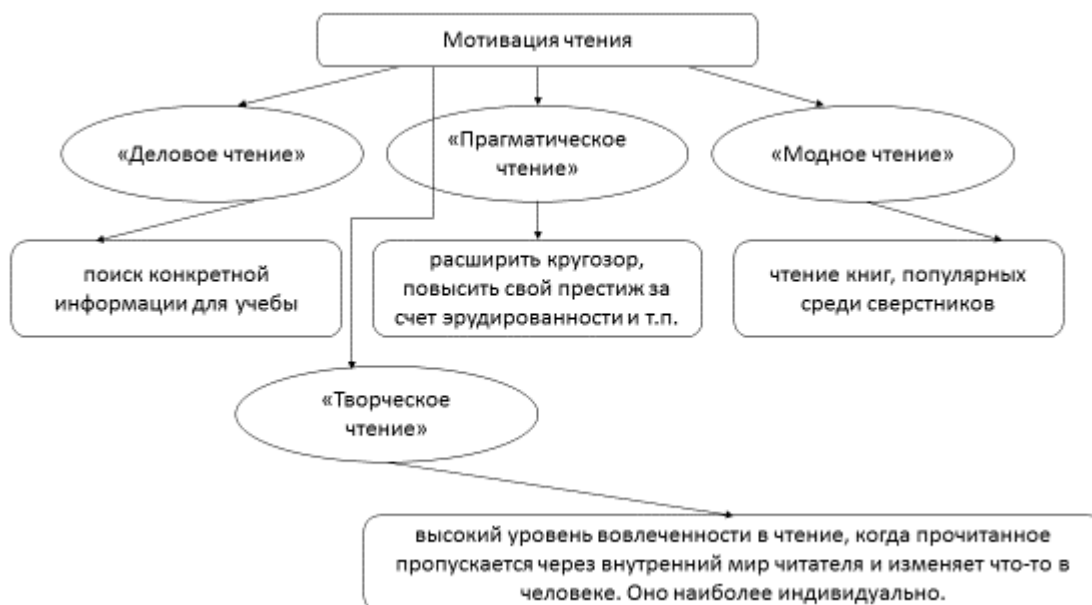 Мотивация чтения
«Деловое чтение»
«Прагматическое
чтение»
«Модное чтение»
поиск конкретной
информации для учебы
расширить кругозор,
повысить свой престиж за
счет эрудированности и т.п.
чтение книг, популярных
среди сверстников
«Творческое
чтение»
высокий уровень вовлеченности в чтение, когда прочитанное
пропускается через внутренний мир читателя и изменяет что-то в
человеке. Оно наиболее индивидуально.